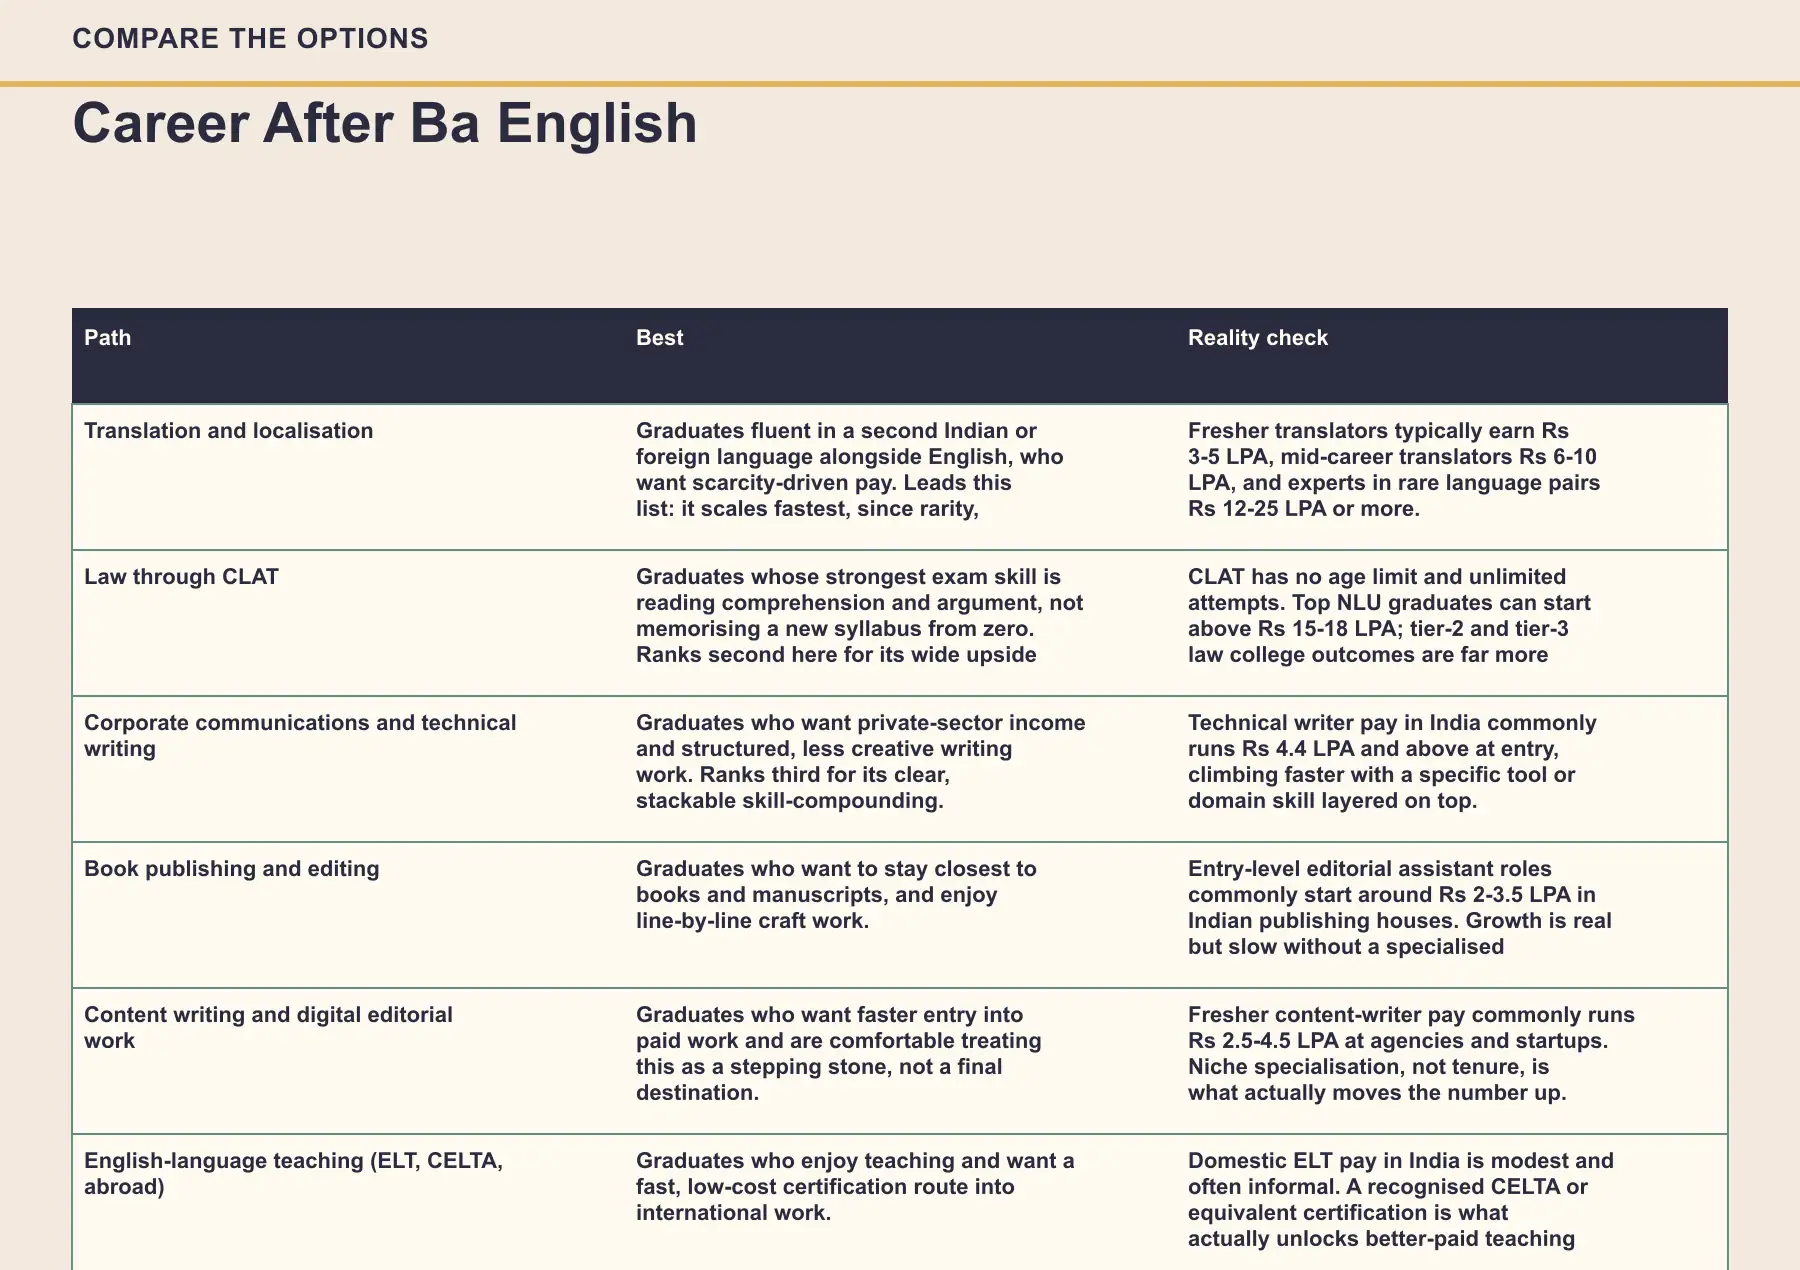 COMPARE THE OPTIONS
Career After Ba English
Path
Best
Reality check
Translation and localisation
Graduates fluent in a second Indian or
foreign language alongside English, who
want scarcity-driven pay. Leads this
list: it scales fastest, since rarity,
Fresher translators typically earn Rs
3-5 LPA, mid-career translators Rs 6-10
LPA, and experts in rare language pairs
Rs 12-25 LPA or more.
Law through CLAT
Graduates whose strongest exam skill is
reading comprehension and argument, not
memorising a new syllabus from zero.
Ranks second here for its wide upside
CLAT has no age limit and unlimited
attempts. Top NLU graduates can start
above Rs 15-18 LPA; tier-2 and tier-3
law college outcomes are far more
Corporate communications and technical
writing
Graduates who want private-sector income
and structured, less creative writing
work. Ranks third for its clear,
stackable skill-compounding.
Technical writer pay in India commonly
runs Rs 4.4 LPA and above at entry,
climbing faster with a specific tool or
domain skill layered on top.
Book publishing and editing
Graduates who want to stay closest to
books and manuscripts, and enjoy
line-by-line craft work.
Entry-level editorial assistant roles
commonly start around Rs 2-3.5 LPA in
Indian publishing houses. Growth is real
but slow without a specialised
Content writing and digital editorial
work
Graduates who want faster entry into
paid work and are comfortable treating
this as a stepping stone, not a final
destination.
Fresher content-writer pay commonly runs
Rs 2.5-4.5 LPA at agencies and startups.
Niche specialisation, not tenure, is
what actually moves the number up.
English-language teaching (ELT, CELTA,
abroad)
Graduates who enjoy teaching and want a
fast, low-cost certification route into
international work.
Domestic ELT pay in India is modest and
often informal. A recognised CELTA or
equivalent certification is what
actually unlocks better-paid teaching